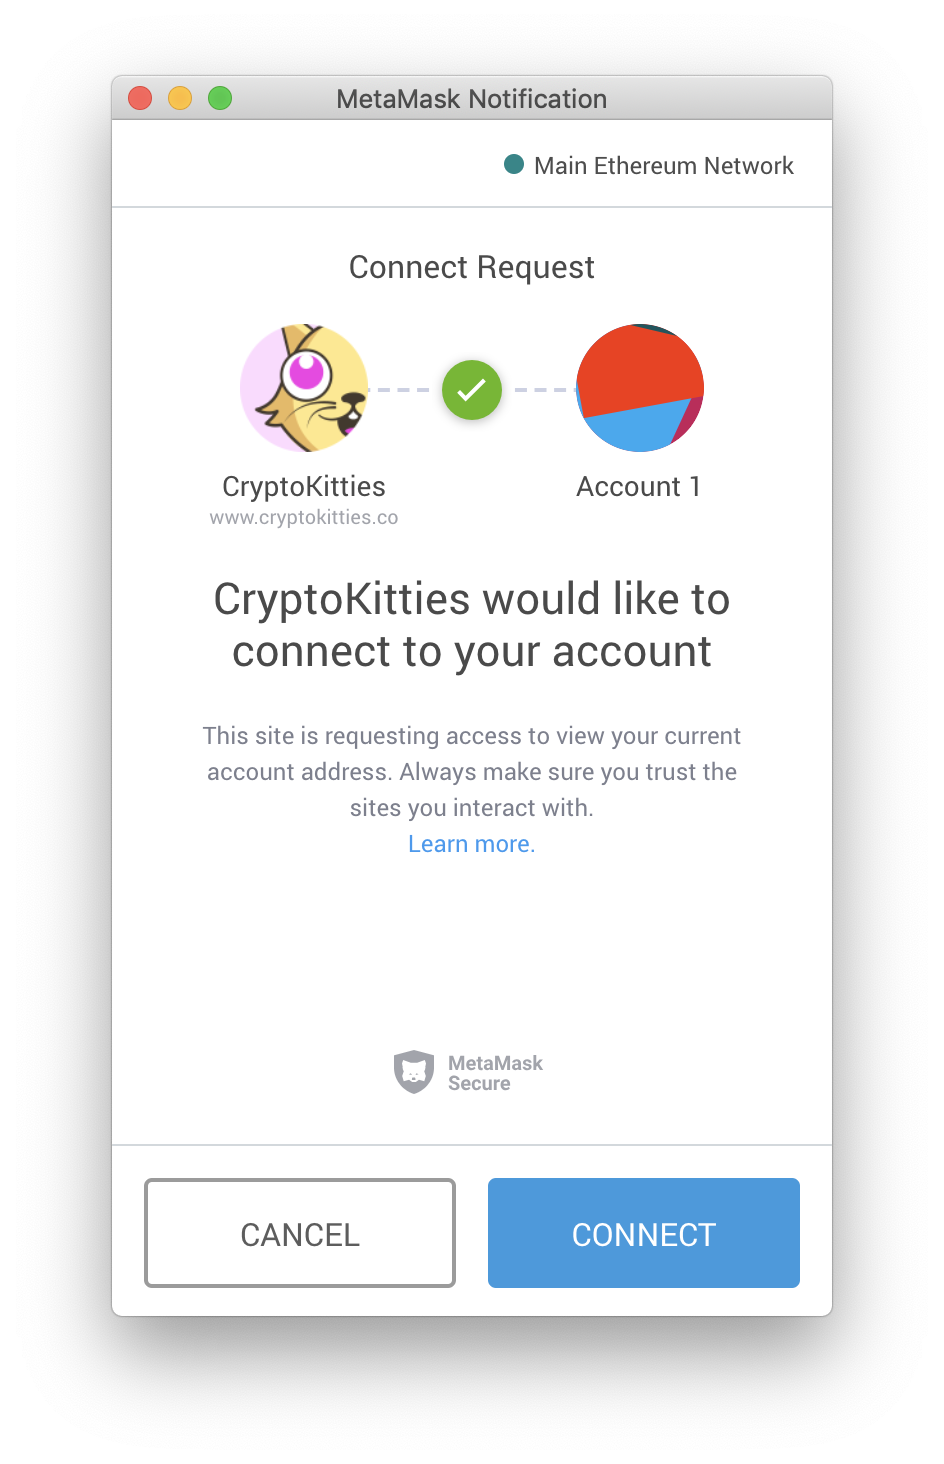 MetaMask Notification
Main Ethereum Network
Connect Request
CryptoKitties
www.cryptokitties.co
Account 1
CryptoKitties would like to
connect to your account
This site is requesting access to view your current
account address. Always make sure you trust the
sites you interact with.
Learn more.
MetaMask
Secure
CANCEL
CONNECT